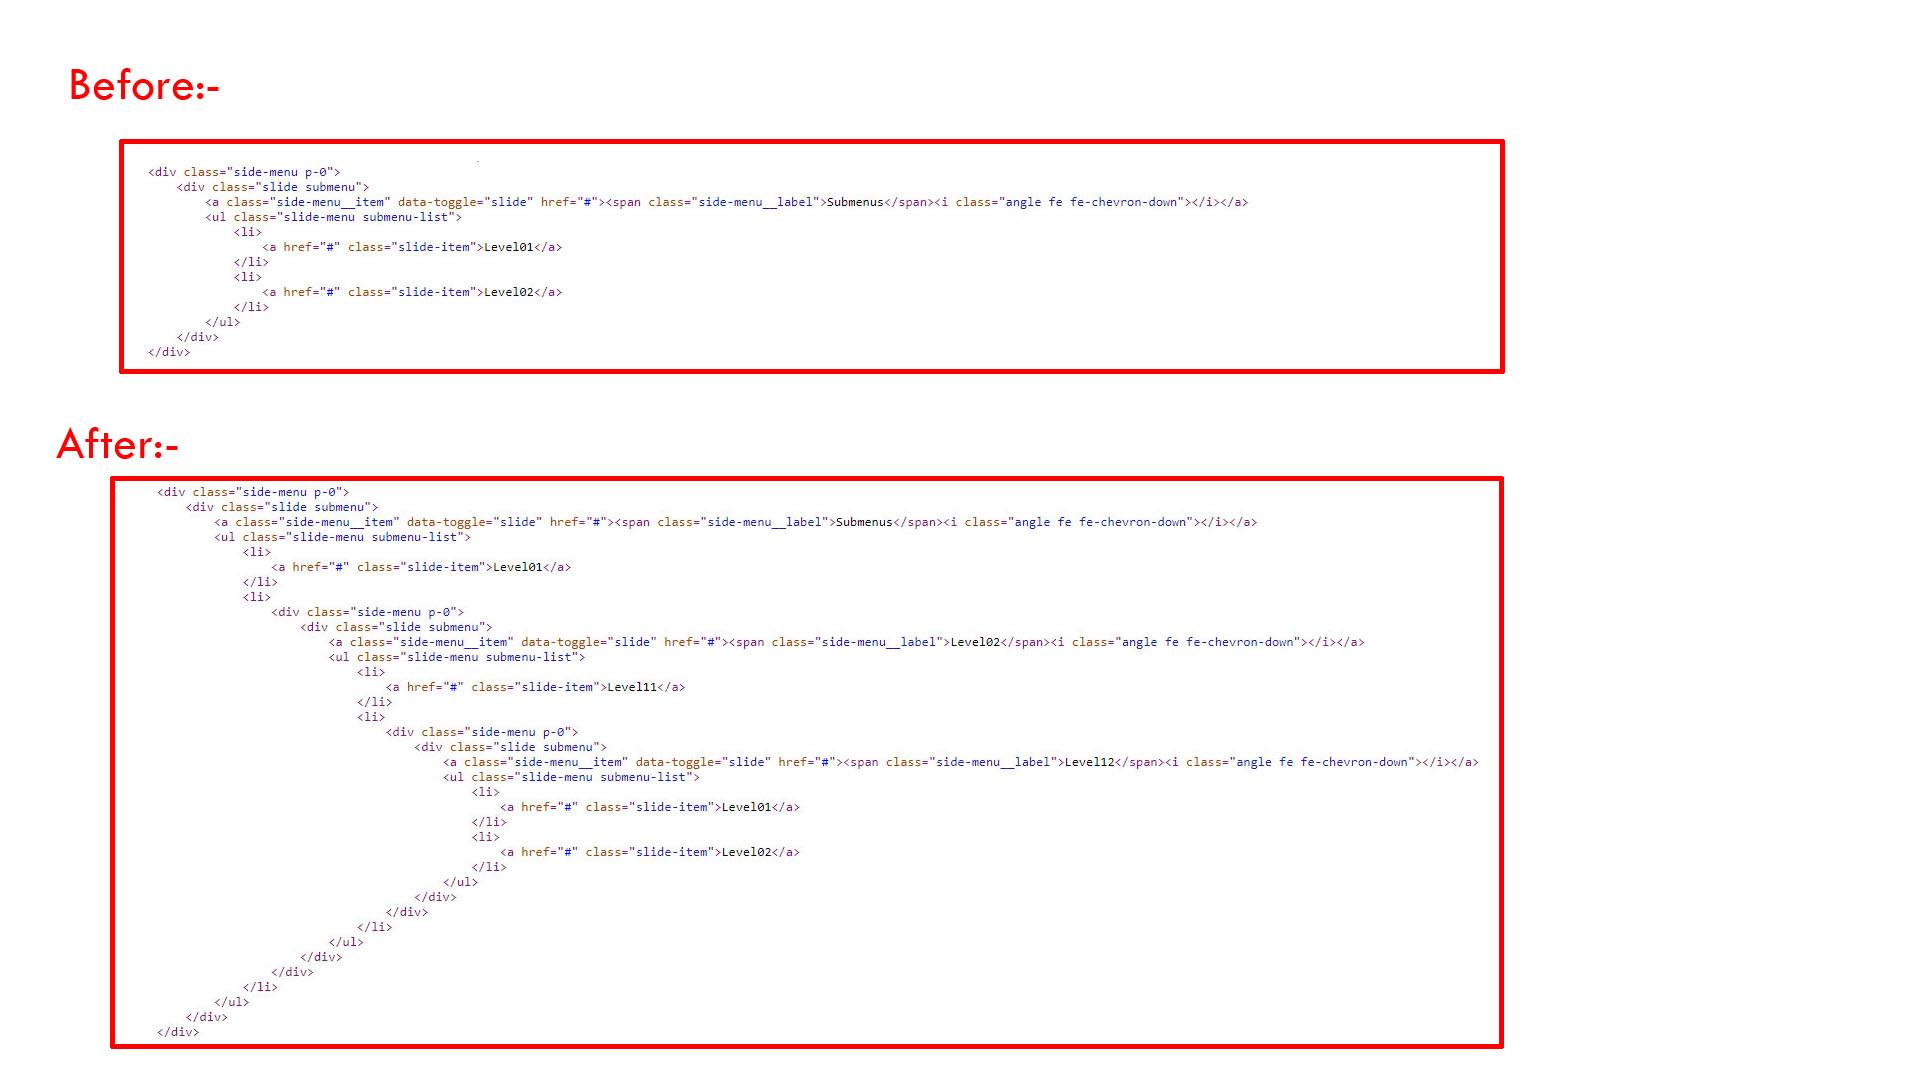 Before:-
<div class="side-menu p-0">
<div class="slide submenu">
<a class="side-menu__item" data-toggle="slide" href="#"><span class="side-menu__label">Submenus</span><i class="angle fe fe-chevron-down"></i></a>
<ul class="slide-menu submenu-list">
<li>
<a href="#" class="slide-item">Level01</a>
</li>
<li>
<a href="#" class="slide-item">Level02</a>
</li>
</ul>
</div>
</div>
After:-
<div class="side-menu p-0">
<div class="slide submenu">
<a class="side-menu__item" data-toggle="slide" href="#"><span class="side-menu__label">Submenus</span><i class="angle fe fe-chevron-down"></i></a>
<ul class="slide-menu submenu-list">
<li>
<a href="#" class="slide-item">Level01</a>
</li>
<li>
<div class="side-menu p-0">
<div class="slide submenu">
<a class="side-menu__item" data-toggle="slide" href="#"><span class="side-menu__label">Level02</span><i class="angle fe fe-chevron-down"></i></a>
<ul class="slide-menu submenu-list">
<li>
<a href="#" class="slide-item">Level11</a>
</li>
<li>
<div class="side-menu p-0">
<div class="slide submenu">
<a class="side-menu__item" data-toggle="slide" href="#"><span class="side-menu__label">Level12</span><i class="angle fe fe-chevron-down"></i></a>
<ul class="slide-menu submenu-list">
<li>
<a href="#" class="slide-item">Level01</a>
</li>
<li>
<a href="#" class="slide-item">Level02</a>
</li>
</ul>
</div>
</div>
</li>
</ul>
</div>
</div>
</li>
</ul>
</div>
</div>